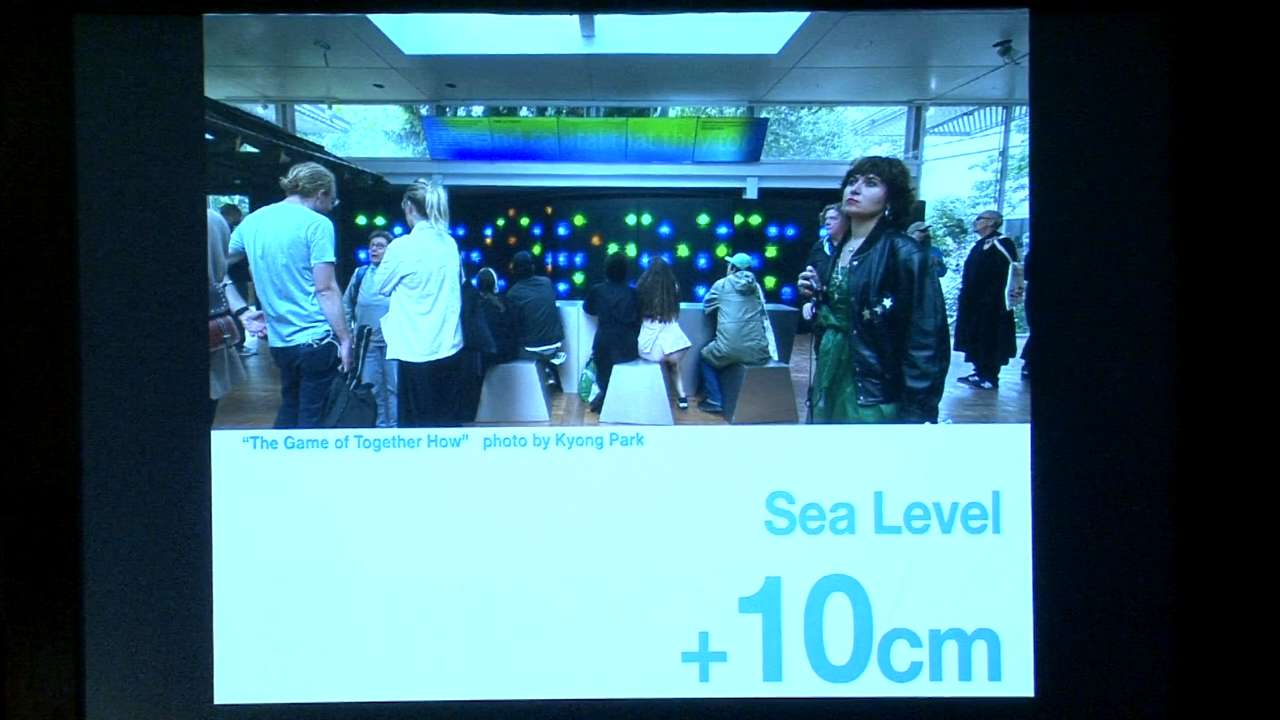 “The Game of Together How” photo by Kyong Park
Sea Level
+10cm